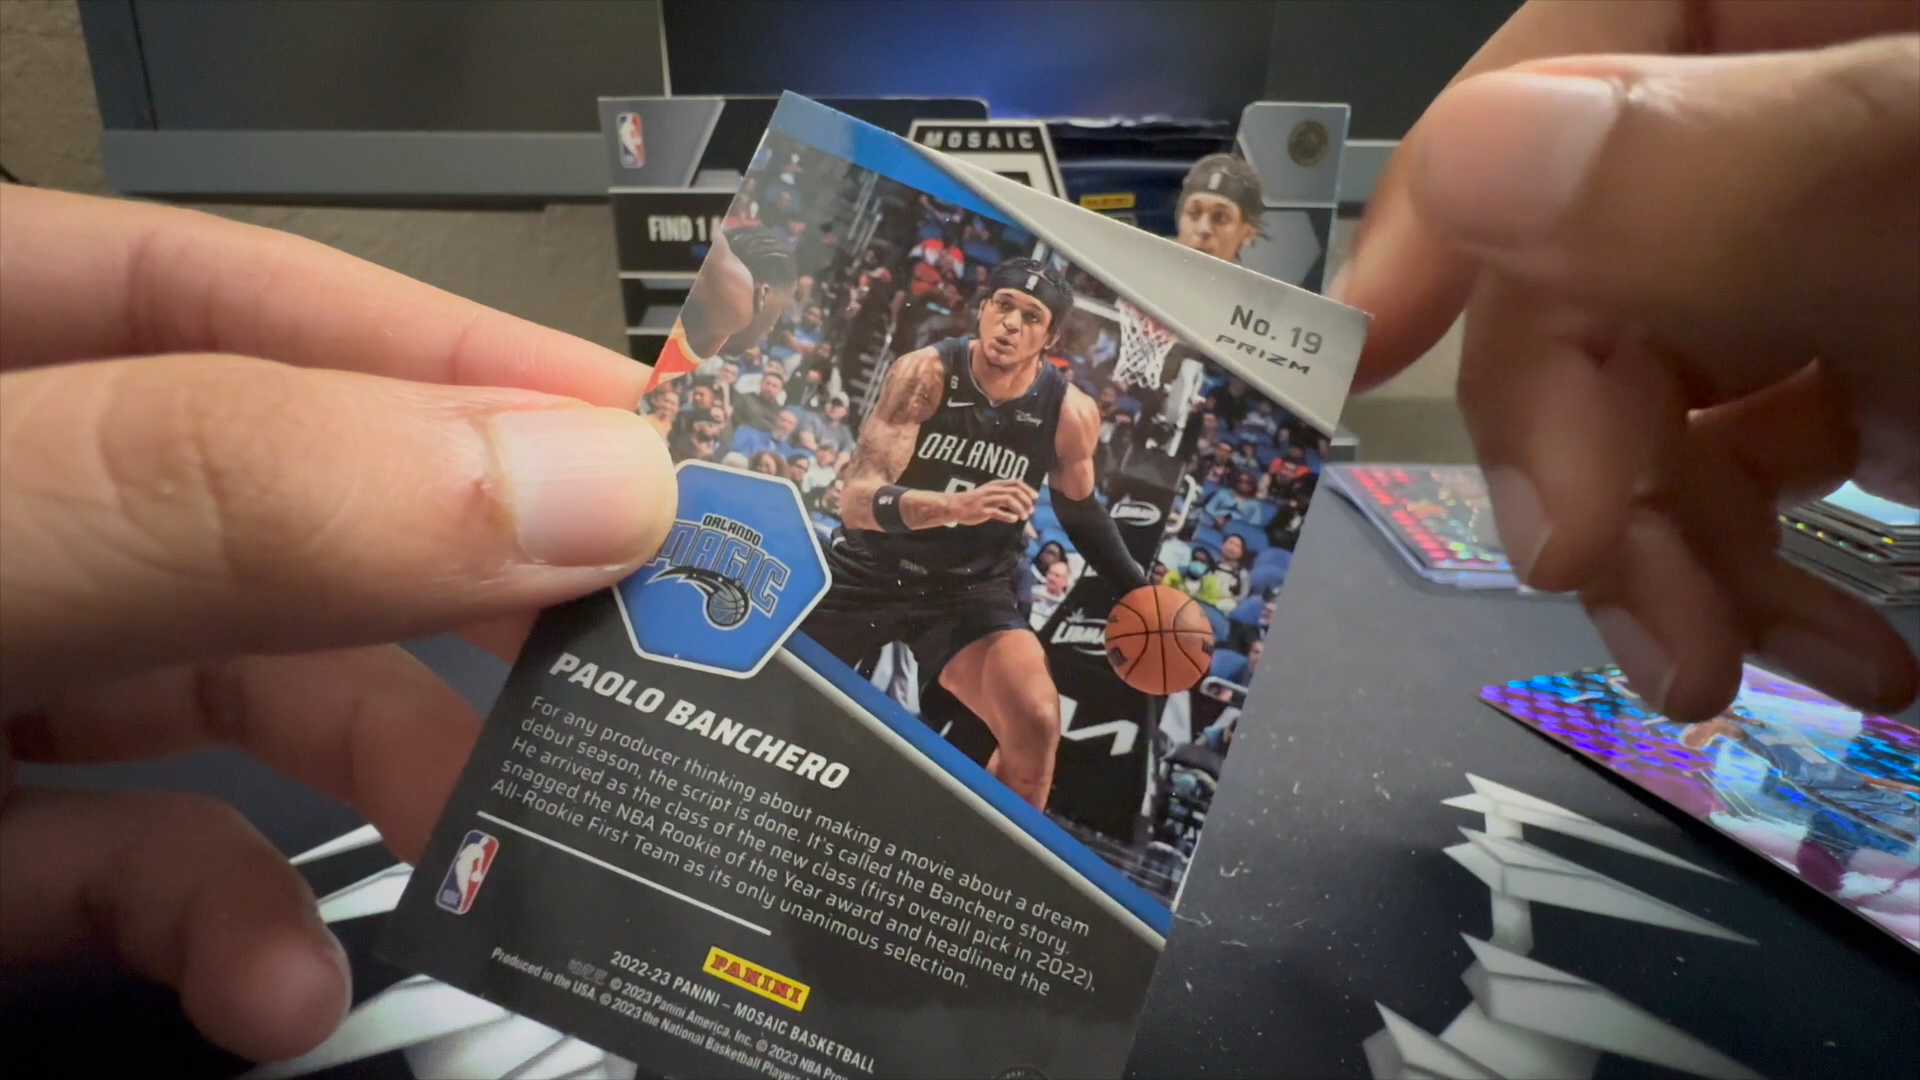 MOSAIC
FIND 1
No. 19
PRIZM
ORLANDO
ORLANDO
MAGIC
PAOLO BANCHERO
For any producer thinking about making a movie about a dream
debut season, the script is done. It's called the Banchero story.
He arrived as the class of the new class (first overall pick in 2022),
snagged the NBA Rookie of the Year award and headlined the
All-Rookie First Team as its only unanimous selection.
PANINI
2022-23 PANINI – MOSAIC BASKETBALL
© 2023 Panini America, Inc. © 2023 NBA
Produced in the USA. © 2023 the National Basketball Players